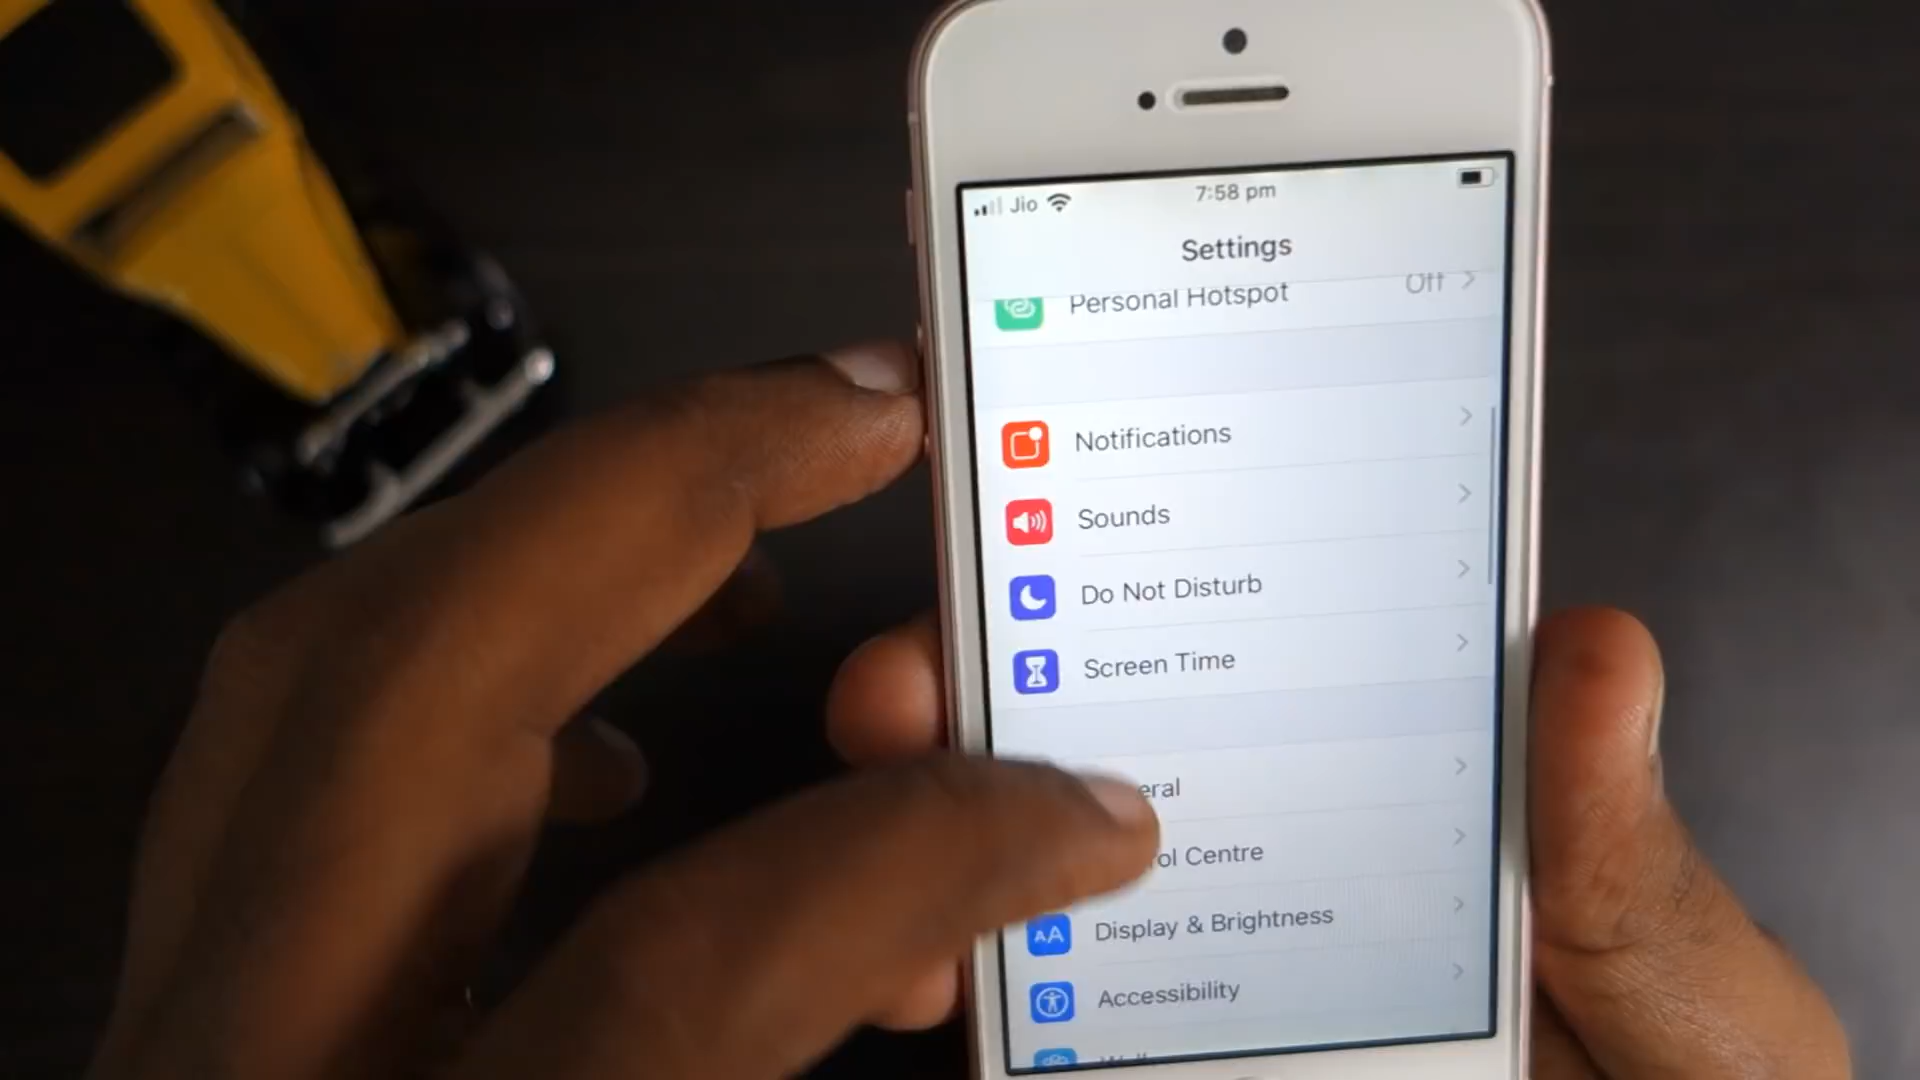 Jio
7:58 pm
Settings
Personal Hotspot Off
Notifications
Sounds
Do Not Disturb
Screen Time
eral
ol Centre
AA Display & Brightness
Accessibility